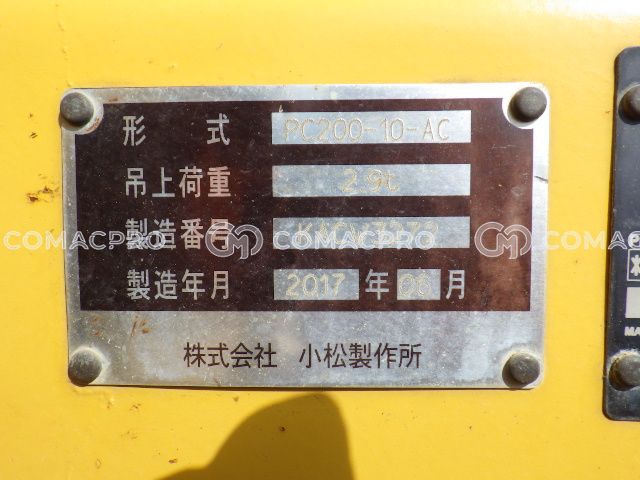 形 式 PC200-10-AC
吊上荷重 2.9t
製造番号
製造年月 2017 年 06 月
株式会社 小松製作所
COMACPRO COMACPRO COMACPRO
MA